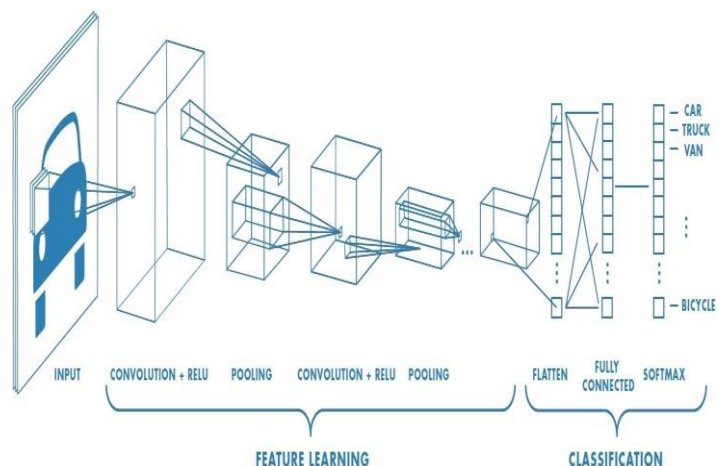 CAR
TRUCK
VAN
BICYCLE
INPUT
CONVOLUTION + RELU
POOLING
CONVOLUTION + RELU
POOLING
FLATTEN
FULLY
CONNECTED
SOFTMAX
FEATURE LEARNING
CLASSIFICATION